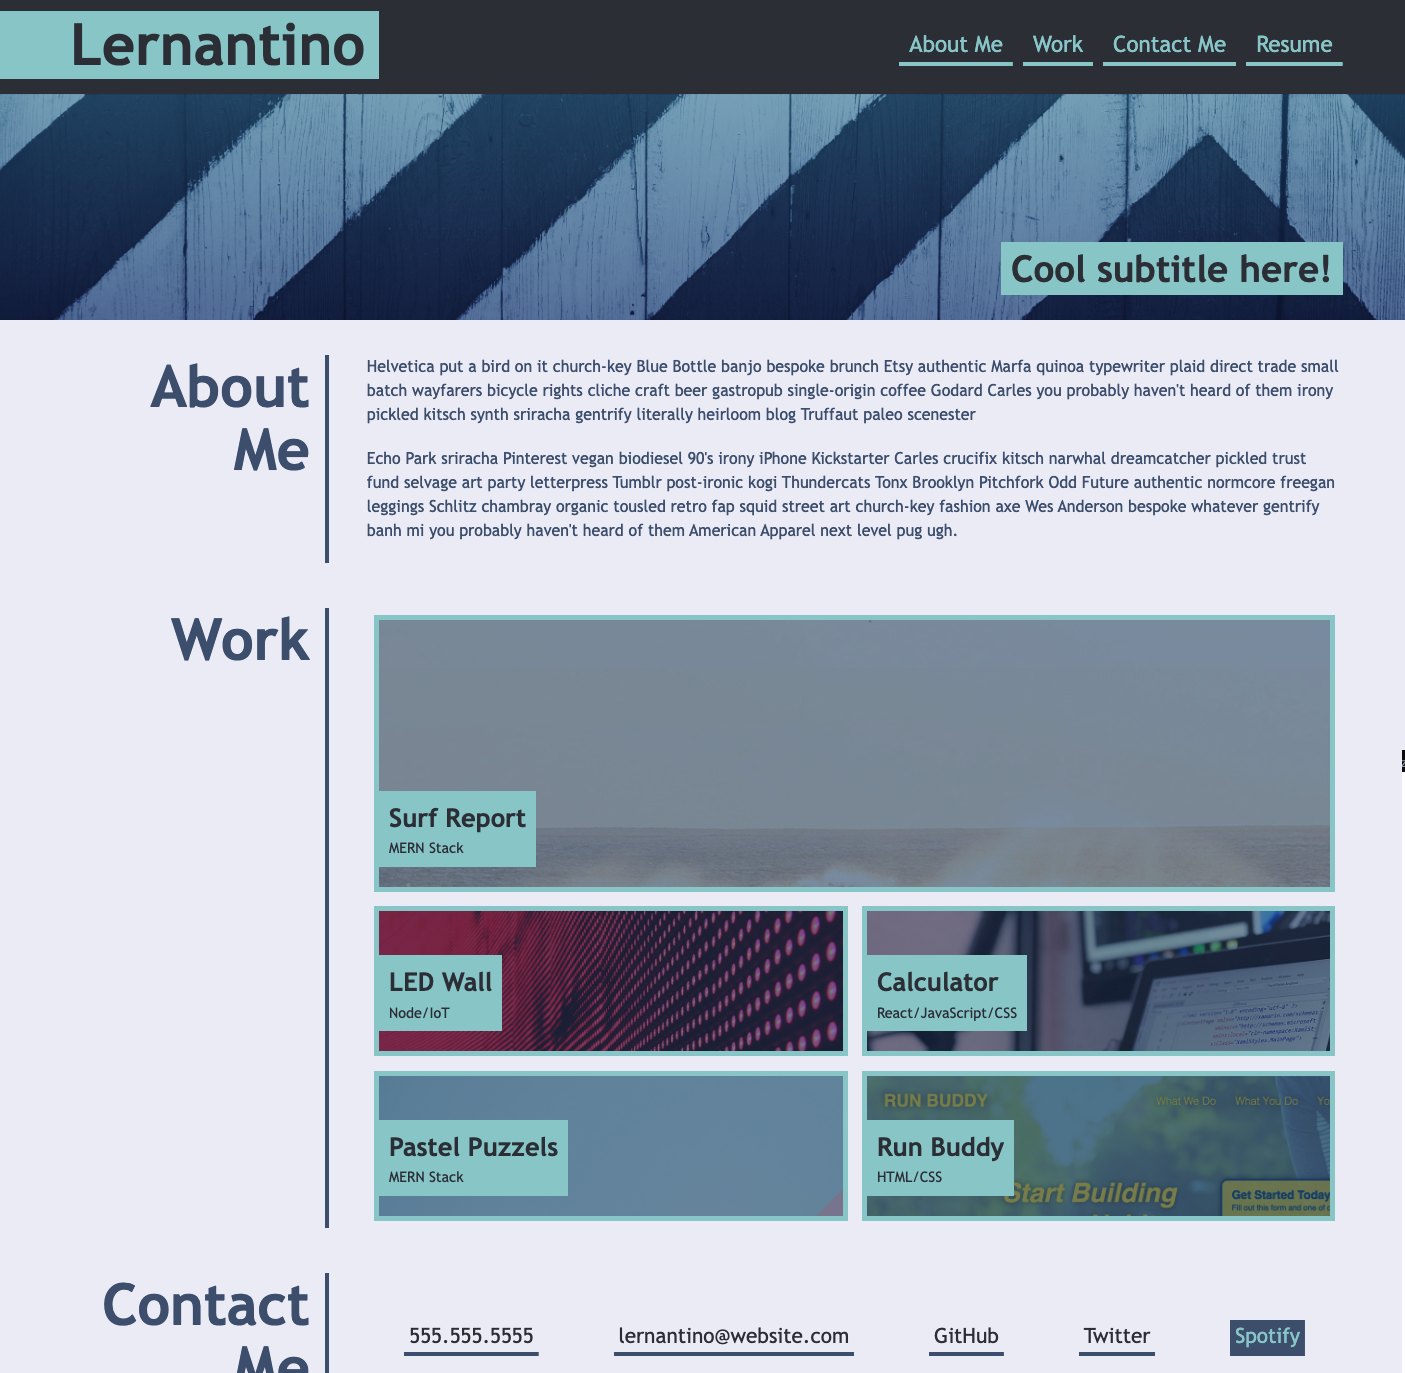 Lernantino
About Me
Work
Contact Me
Resume
Cool subtitle here!
About
Me
Helvetica put a bird on it church-key Blue Bottle banjo bespoke brunch Etsy authentic Marfa quinoa typewriter plaid direct trade small
batch wayfarers bicycle rights cliche craft beer gastropub single-origin coffee Godard Carles you probably haven't heard of them irony
pickled kitsch synth sriracha gentrify literally heirloom blog Truffaut paleo scenester
Echo Park sriracha Pinterest vegan biodiesel 90's irony iPhone Kickstarter Carles crucifix kitsch narwhal dreamcatcher pickled trust
fund selvage art party letterpress Tumblr post-ironic kogi Thundercats Tonx Brooklyn Pitchfork Odd Future authentic normcore freegan
leggings Schlitz chambray organic tousled retro fap squid street art church-key fashion axe Wes Anderson bespoke whatever gentrify
banh mi you probably haven't heard of them American Apparel next level pug ugh.
Work
Surf Report
MERN Stack
LED Wall
Node/IoT
Calculator
React/JavaScript/CSS
Pastel Puzzels
MERN Stack
RUN BUDDY
What We Do
What You Do
Run Buddy
HTML/CSS
Start Building
Get Started Today
Fill out this form and one of
Contact
Me
555.555.5555
lernantino@website.com
GitHub
Twitter
Spotify